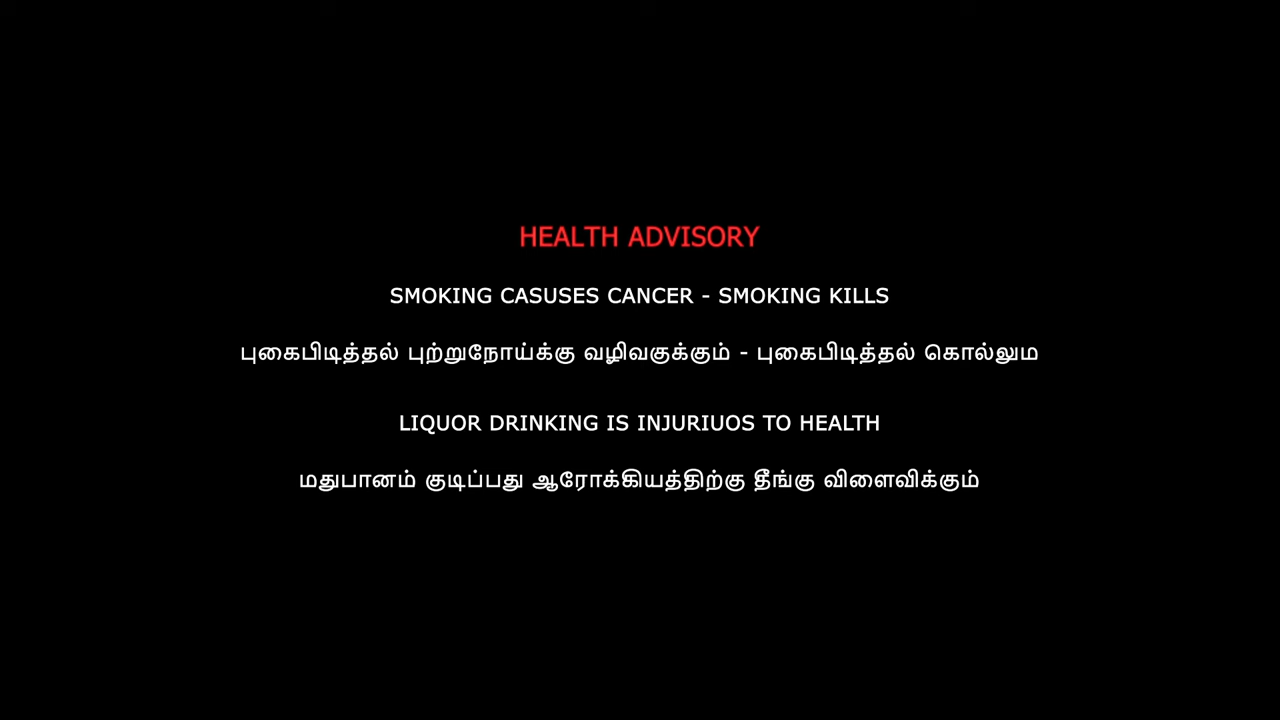 HEALTH ADVISORY
SMOKING CASUSES CANCER - SMOKING KILLS
புகைபிடித்தல் புற்றுநோய்க்கு வழிவகுக்கும் - புகைபிடித்தல் கொல்லும
LIQUOR DRINKING IS INJURIUOS TO HEALTH
மதுபானம் குடிப்பது ஆரோக்கியத்திற்கு தீங்கு விளைவிக்கும்